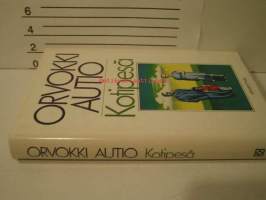 6
4
2
0
ORVOKKI
AUTIO
Kotipesä
ORVOKKI AUTIO Kotipesä